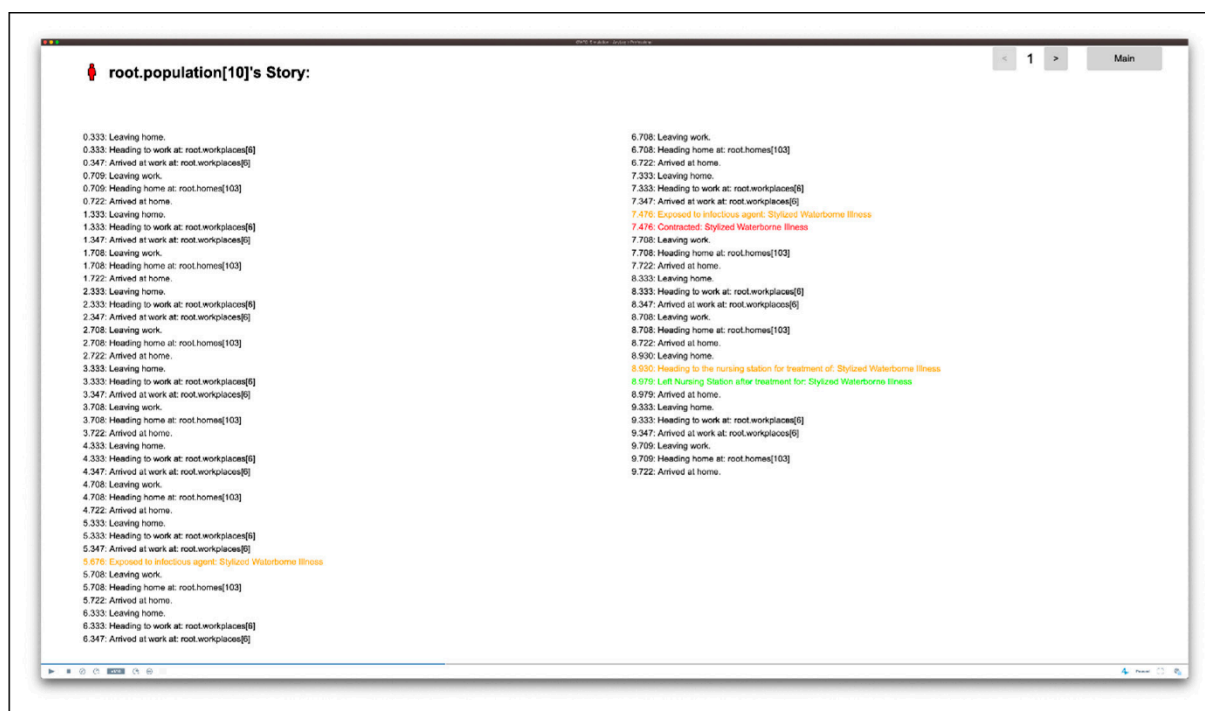 root.population[10]'s Story:
< 1 > Main
0.333: Leaving home.
0.333: Heading to work at: root.workplaces[6]
0.347: Arrived at work at: root.workplaces[6]
0.709: Leaving work.
0.709: Heading home at: root.homes[103]
0.722: Arrived at home.
1.333: Leaving home.
1.333: Heading to work at: root.workplaces[6]
1.347: Arrived at work at: root.workplaces[6]
1.708: Leaving work.
1.708: Heading home at: root.homes[103]
1.722: Arrived at home.
2.333: Leaving home.
2.333: Heading to work at: root.workplaces[6]
2.347: Arrived at work at: root.workplaces[6]
2.708: Leaving work.
2.708: Heading home at: root.homes[103]
2.722: Arrived at home.
3.333: Leaving home.
3.333: Heading to work at: root.workplaces[6]
3.347: Arrived at work at: root.workplaces[6]
3.708: Leaving work.
3.708: Heading home at: root.homes[103]
3.722: Arrived at home.
4.333: Leaving home.
4.333: Heading to work at: root.workplaces[6]
4.347: Arrived at work at: root.workplaces[6]
4.708: Leaving work.
4.708: Heading home at: root.homes[103]
4.722: Arrived at home.
5.333: Leaving home.
5.333: Heading to work at: root.workplaces[6]
5.347: Arrived at work at: root.workplaces[6]
5.676: Exposed to infectious agent: Stylized Waterborne Illness
5.708: Leaving work.
5.708: Heading home at: root.homes[103]
5.722: Arrived at home.
6.333: Leaving home.
6.333: Heading to work at: root.workplaces[6]
6.347: Arrived at work at: root.workplaces[6]
6.708: Leaving work.
6.708: Heading home at: root.homes[103]
6.722: Arrived at home.
7.333: Leaving home.
7.333: Heading to work at: root.workplaces[6]
7.347: Arrived at work at: root.workplaces[6]
7.476: Exposed to infectious agent: Stylized Waterborne Illness
7.476: Contracted: Stylized Waterborne Illness
7.708: Leaving work.
7.708: Heading home at: root.homes[103]
7.722: Arrived at home.
8.333: Leaving home.
8.333: Heading to work at: root.workplaces[6]
8.347: Arrived at work at: root.workplaces[6]
8.708: Leaving work.
8.708: Heading home at: root.homes[103]
8.722: Arrived at home.
8.930: Leaving home.
8.930: Heading to the nursing station for treatment of: Stylized Waterborne Illness
8.979: Left Nursing Station after treatment for: Stylized Waterborne Illness
8.979: Arrived at home.
9.333: Leaving home.
9.333: Heading to work at: root.workplaces[6]
9.347: Arrived at work at: root.workplaces[6]
9.709: Leaving work.
9.709: Heading home at: root.homes[103]
9.722: Arrived at home.